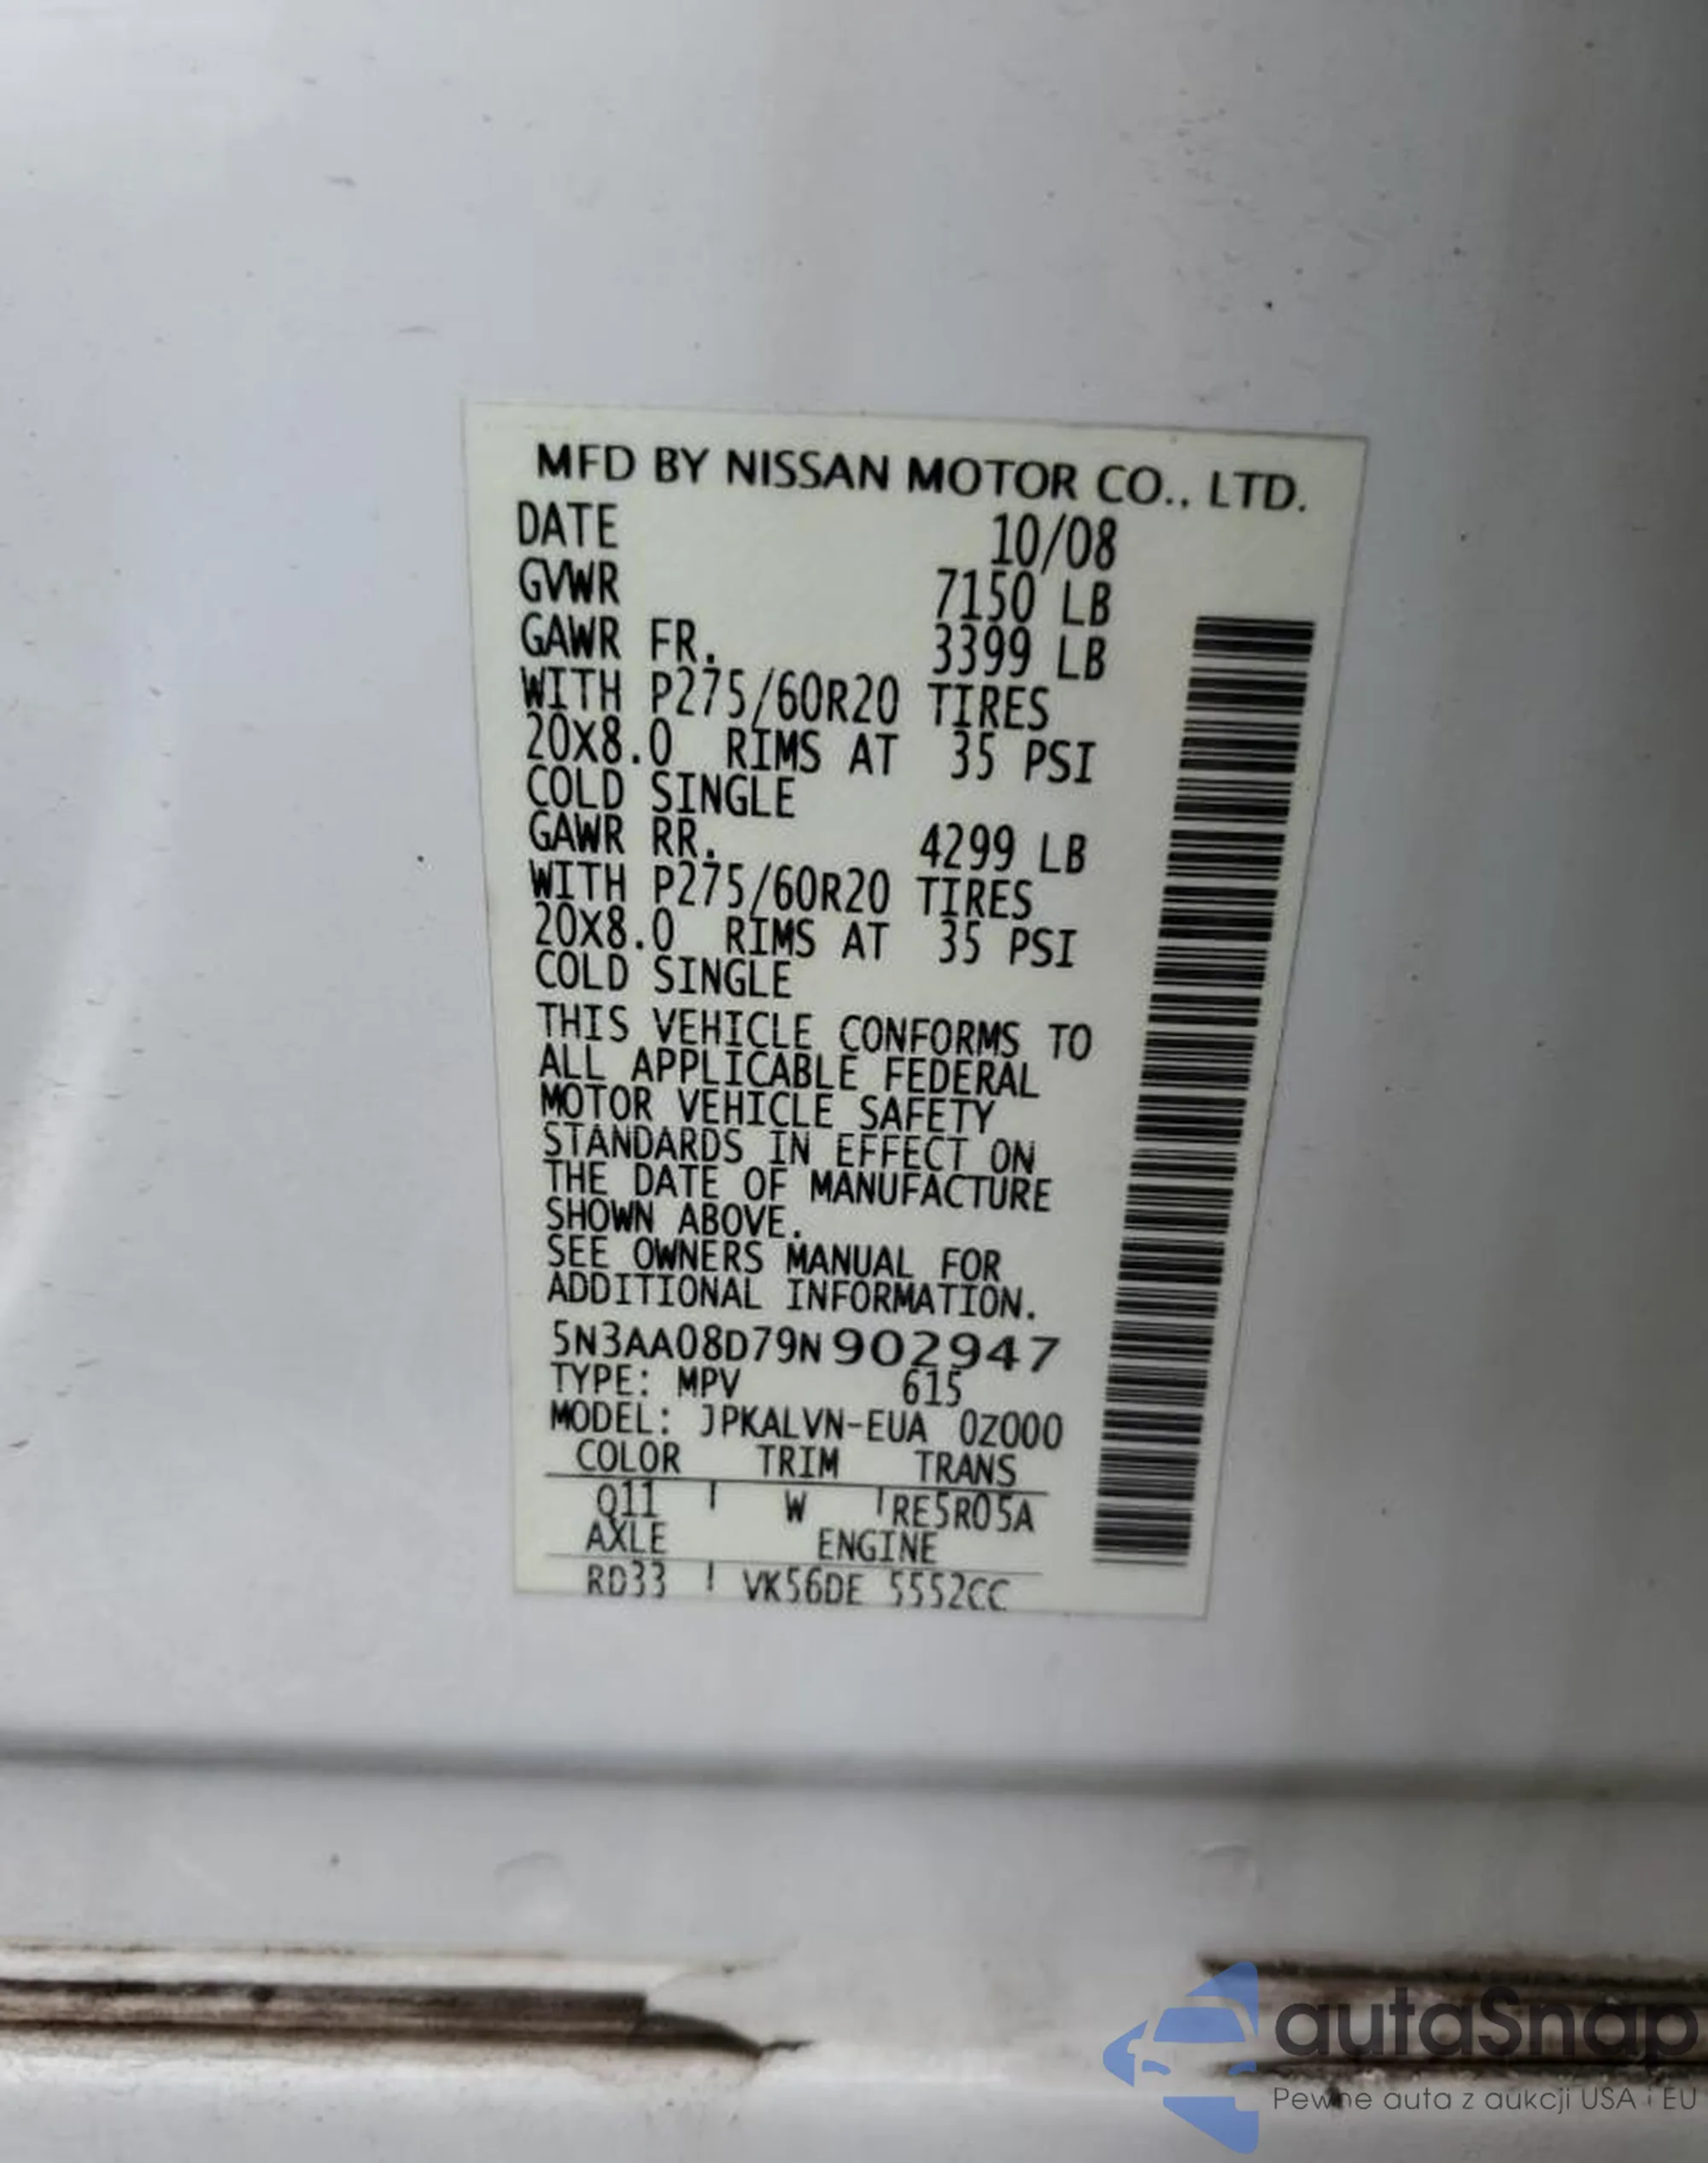 MFD BY NISSAN MOTOR CO., LTD.
DATE 10/08
GVWR 7150 LB
GAWR FR. 3399 LB
WITH P275/60R20 TIRES
20X8.0 RIMS AT 35 PSI
COLD SINGLE
GAWR RR. 4299 LB
WITH P275/60R20 TIRES
20X8.0 RIMS AT 35 PSI
COLD SINGLE
THIS VEHICLE CONFORMS TO
ALL APPLICABLE FEDERAL
MOTOR VEHICLE SAFETY
STANDARDS IN EFFECT ON
THE DATE OF MANUFACTURE
SHOWN ABOVE.
SEE OWNERS MANUAL FOR
ADDITIONAL INFORMATION.
5N3AA08D79N902947
TYPE: MPV 615
MODEL: JPKALVN-EUA 0Z000
COLOR TRIM TRANS
Q11 W RE5R05A
AXLE ENGINE
RD33 VK56DE 5552CC
autaSnap
Pewne auta z aukcji USA i EU